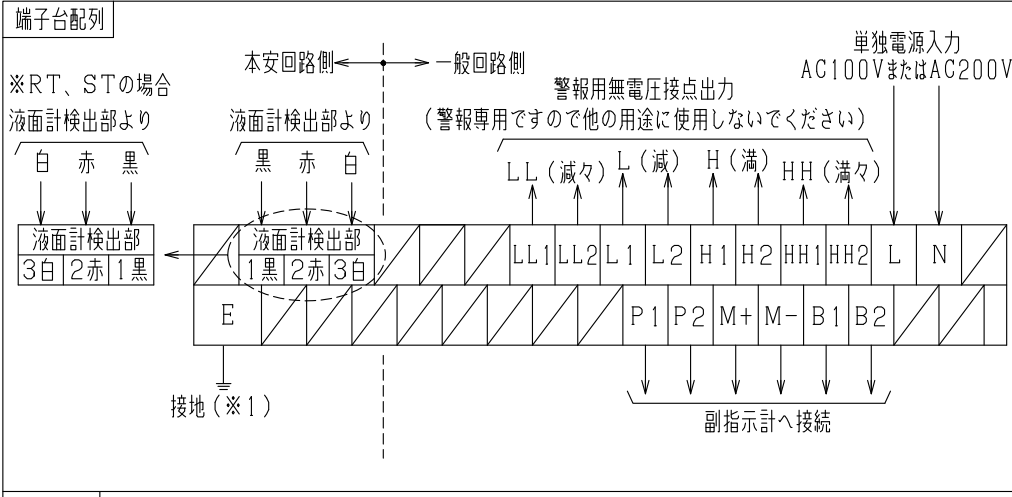 端子台配列
本安回路側 一般回路側
単独電源入力
AC100VまたはAC200V
※RT、STの場合
液面計検出部より
白 赤 黒
液面計検出部より
黒 赤 白
警報用無電圧接点出力
(警報専用ですので他の用途に使用しないでください)
LL(減々) L(減) H(満) HH(満々)
液面計検出部
3白 2赤 1黒
液面計検出部
1黒 2赤 3白
LL1 LL2 L1 L2 H1 H2 HH1 HH2 L N
E P1 P2 M+ M- B1 B2
接地(※1)
副指示計へ接続